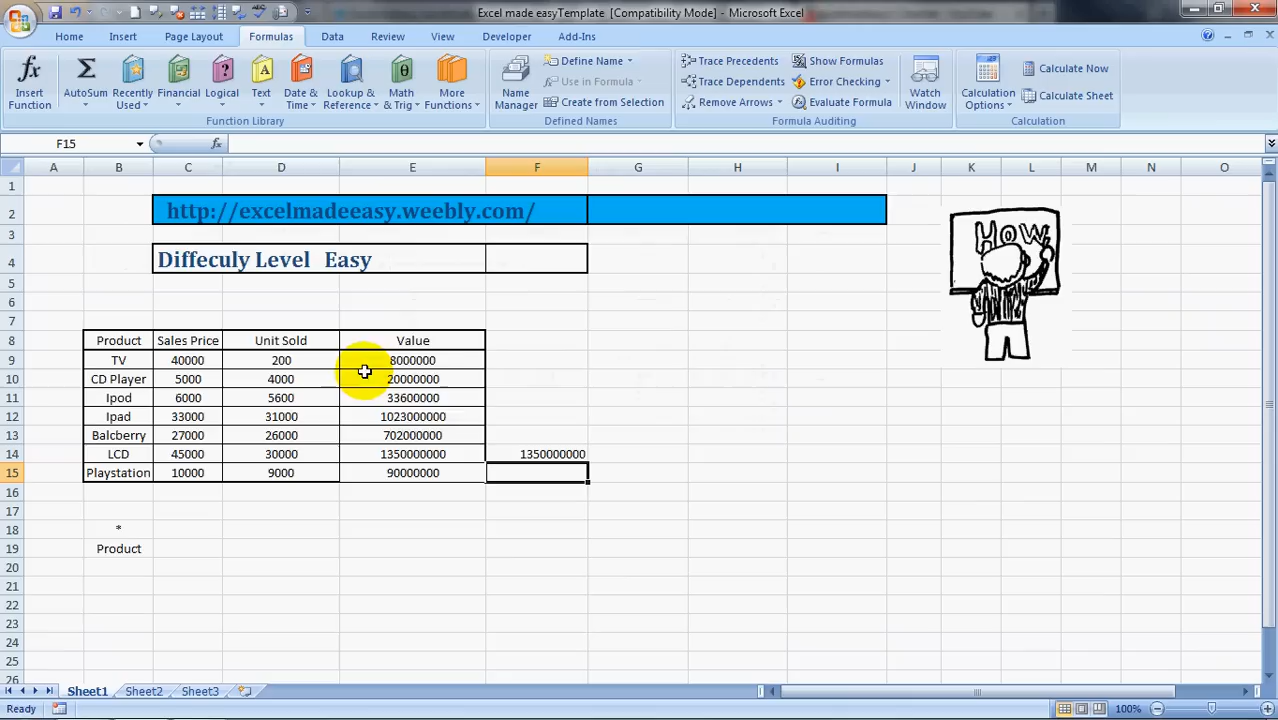 Excel made easyTemplate  [Compatibility Mode] - Microsoft Excel
Home Insert Page Layout Formulas Data Review View Developer Add-Ins
Insert Function
AutoSum
Recently Used
Financial
Logical
Text
Date & Time
Lookup & Reference
Math & Trig
More Functions
Function Library
Name Manager
Define Name
Use in Formula
Create from Selection
Defined Names
Trace Precedents
Trace Dependents
Remove Arrows
Show Formulas
Error Checking
Evaluate Formula
Formula Auditing
Watch Window
Calculation Options
Calculate Now
Calculate Sheet
Calculation
F15 fx
A B C D E F G H I J K L M N O
1
2 http://excelmadeeasy.weebly.com/
HOW
3
4 Diffeculy Level Easy
5
6
7
8 Product Sales Price Unit Sold Value
9 TV 40000 200 8000000
10 CD Player 5000 4000 20000000
11 Ipod 6000 5600 33600000
12 Ipad 33000 31000 1023000000
13 Balcberry 27000 26000 702000000
14 LCD 45000 30000 1350000000 1350000000
15 Playstation 10000 9000 90000000
16
17
18 *
19 Product
20
21
22
23
24
25
26
Sheet1 Sheet2 Sheet3
Ready 100%